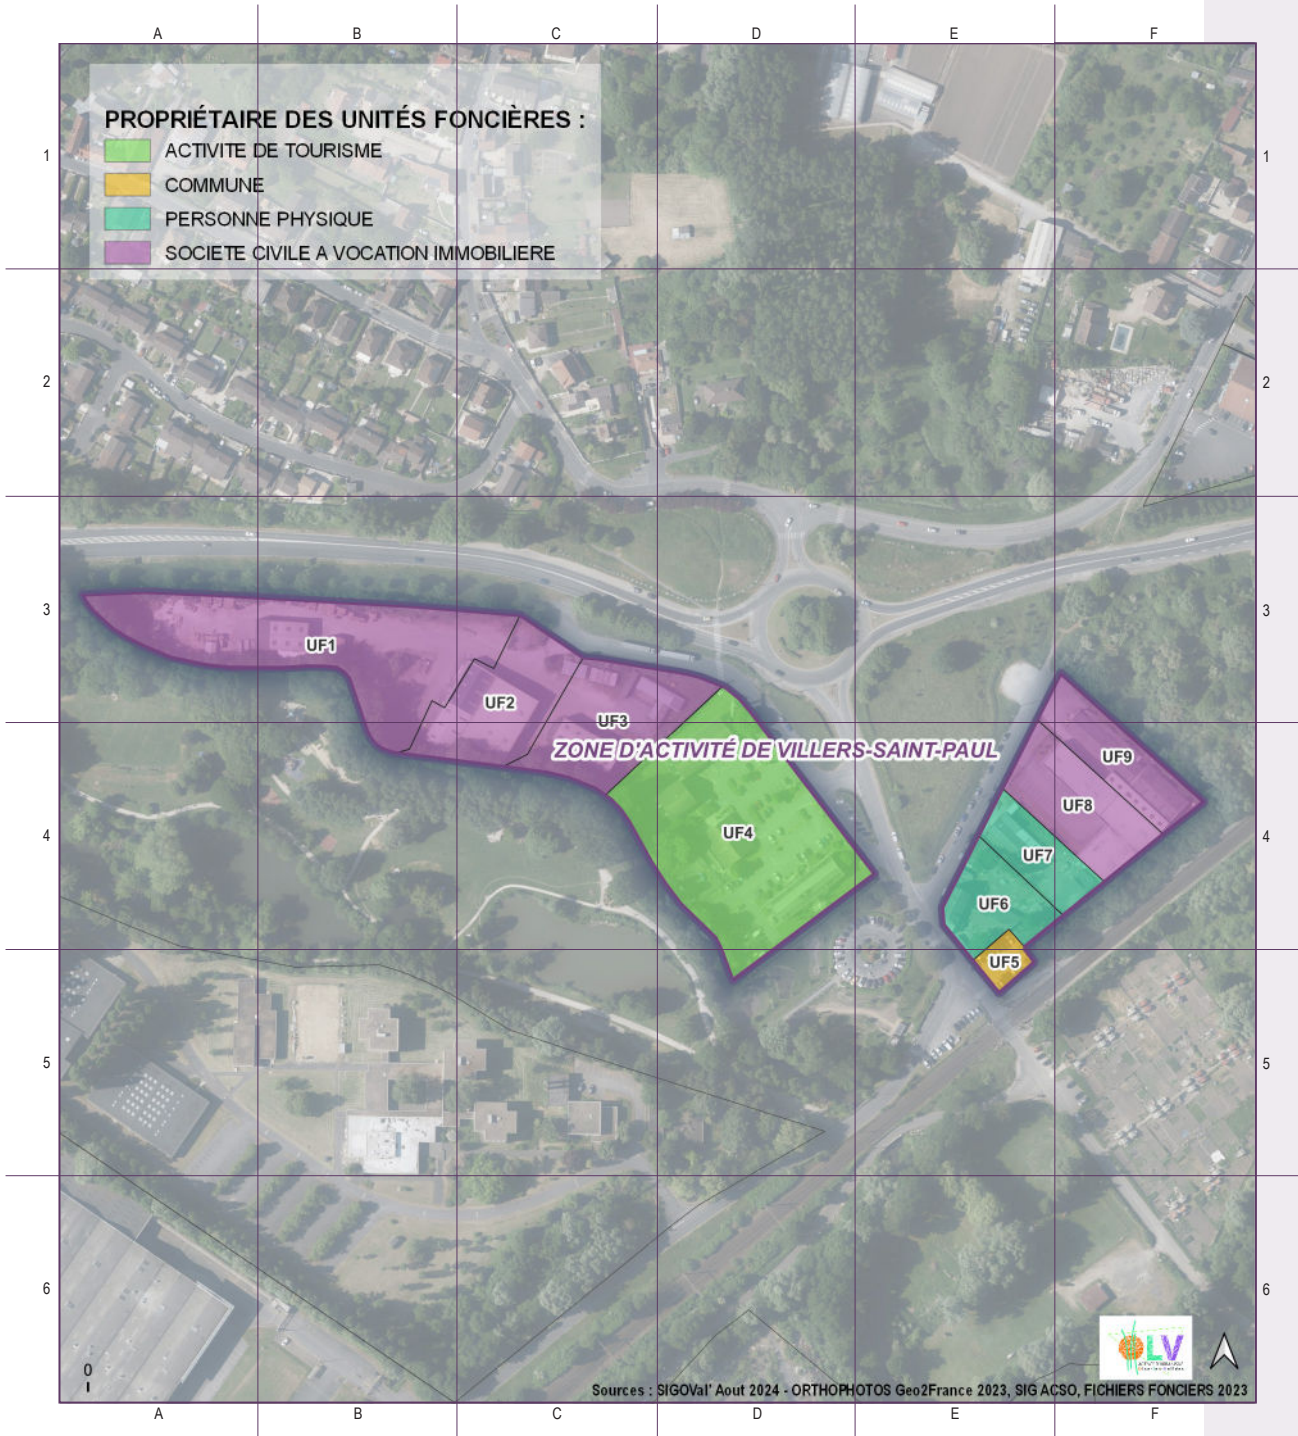 A B C D E F
PROPRIÉTAIRE DES UNITÉS FONCIÈRES :
ACTIVITE DE TOURISME
COMMUNE
PERSONNE PHYSIQUE
SOCIETE CIVILE A VOCATION IMMOBILIERE
1 1
2 2
3 3
UF1
UF2
UF3
ZONE D'ACTIVITÉ DE VILLERS-SAINT-PAUL
UF9
UF8
UF4
4 4
UF7
UF6
UF5
5 5
6 6
LV
0
Sources : SIGOVal' Aout 2024 - ORTHOPHOTOS Geo2France 2023, SIG ACSO, FICHIERS FONCIERS 2023
A B C D E F